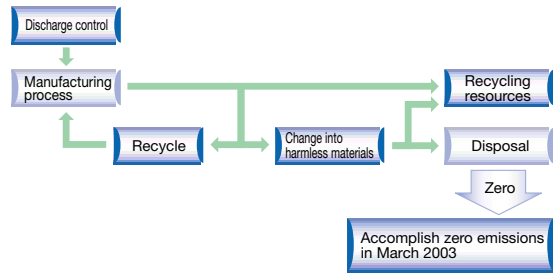 Discharge control
Manufacturing
process
Recycling
resources
Recycle
Change into
harmless materials
Disposal
Zero
Accomplish zero emissions
in March 2003